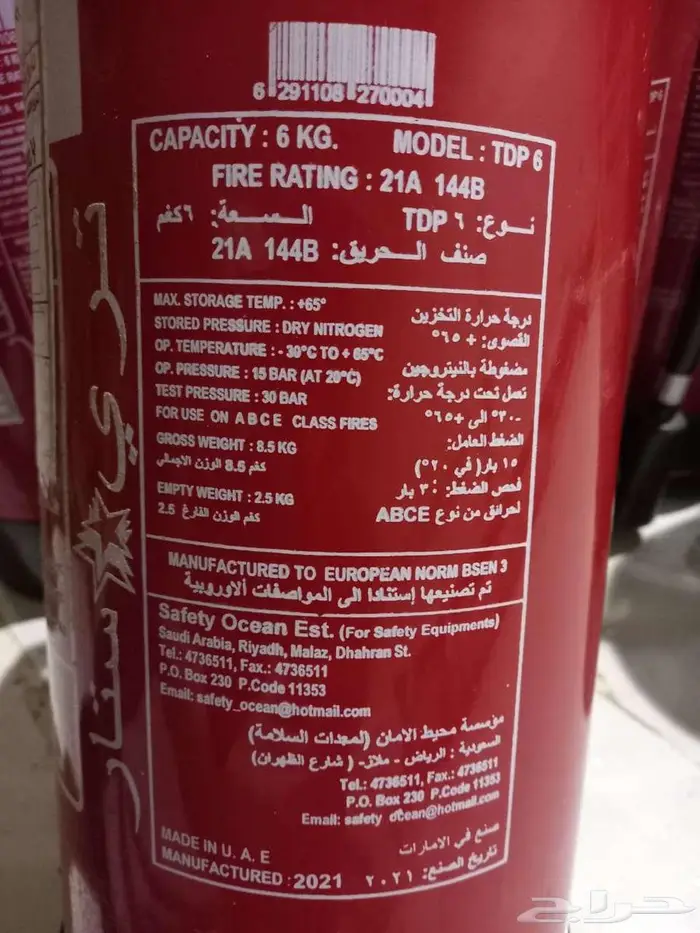 6 291108 270004
CAPACITY : 6 KG. MODEL : TDP 6
FIRE RATING : 21A 144B
نـــوع: TDP ٦ الـــسعة: ٦كغم
صنف الـحريق: 21A 144B
MAX. STORAGE TEMP. : +65°
STORED PRESSURE : DRY NITROGEN
OP. TEMPERATURE : - 30°C TO + 65°C
OP. PRESSURE : 15 BAR (AT 20°C)
TEST PRESSURE : 30 BAR
FOR USE ON A B C E CLASS FIRES
GROSS WEIGHT : 8.5 KG
كغم 8.5 الوزن الاجمالي
EMPTY WEIGHT : 2.5 KG
كغم الوزن الفارغ 2.5
درجة حرارة التخزين
القصوى: + ٦٥°
مضغوطة بالنيتروجين
تعمل تحت درجة حرارة:
-٣٠° الى +٦٥°
الضغط العامل:
١٥ بار( في ٢٠°)
فحص الضغط: ٣٠ بار
لحرائق من نوع ABCE
MANUFACTURED TO EUROPEAN NORM BSEN 3
تم تصنيعها إستنادا الى المواصفات الأوروبية
Safety Ocean Est. (For Safety Equipments)
Saudi Arabia, Riyadh, Malaz, Dhahran St.
Tel.: 4736511, Fax.: 4736511
P.O. Box 230 P.Code 11353
Email: safety_ocean@hotmail.com
مؤسسة محيط الامان (لمعدات السلامة)
السعودية : الرياض - ملاز- ( شارع الظهران)
Tel.: 4736511, Fax.: 4736511
P.O. Box 230 P.Code 11353
Email: safety_ocean@hotmail.com
MADE IN U. A. E
MANUFACTURED : 2021
صنع في الامارات
تاريخ الصنع: ٢٠٢١
تري ستار
حراج